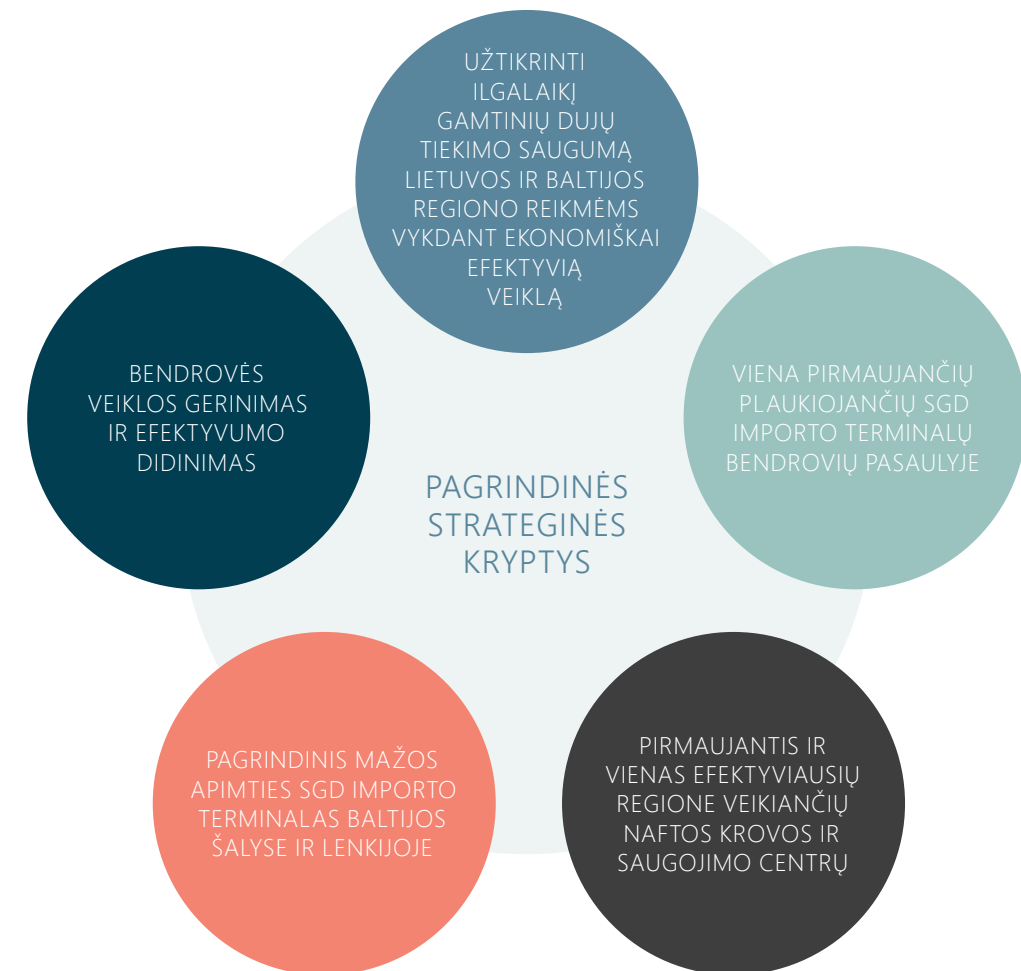 UŽTIKRINTI
ILGALAIKĮ
GAMTINIŲ DUJŲ
TIEKIMO SAUGUMĄ
LIETUVOS IR BALTIJOS
REGIONO REIKMĖMS
VYKDANT EKONOMIŠKAI
EFEKTYVIĄ
VEIKLĄ
BENDROVĖS
VEIKLOS GERINIMAS
IR EFEKTYVUMO
DIDINIMAS
VIENA PIRMAUJANČIŲ
PLAUKIOJANČIŲ SGD
IMPORTO TERMINALŲ
BENDROVIŲ PASAULYJE
PAGRINDINĖS
STRATEGINĖS
KRYPTYS
PAGRINDINIS MAŽOS
APIMTIES SGD IMPORTO
TERMINALAS BALTIJOS
ŠALYSE IR LENKIJOJE
PIRMAUJANTIS IR
VIENAS EFEKTYVIAUSIŲ
REGIONE VEIKIANČIŲ
NAFTOS KROVOS IR
SAUGOJIMO CENTRŲ